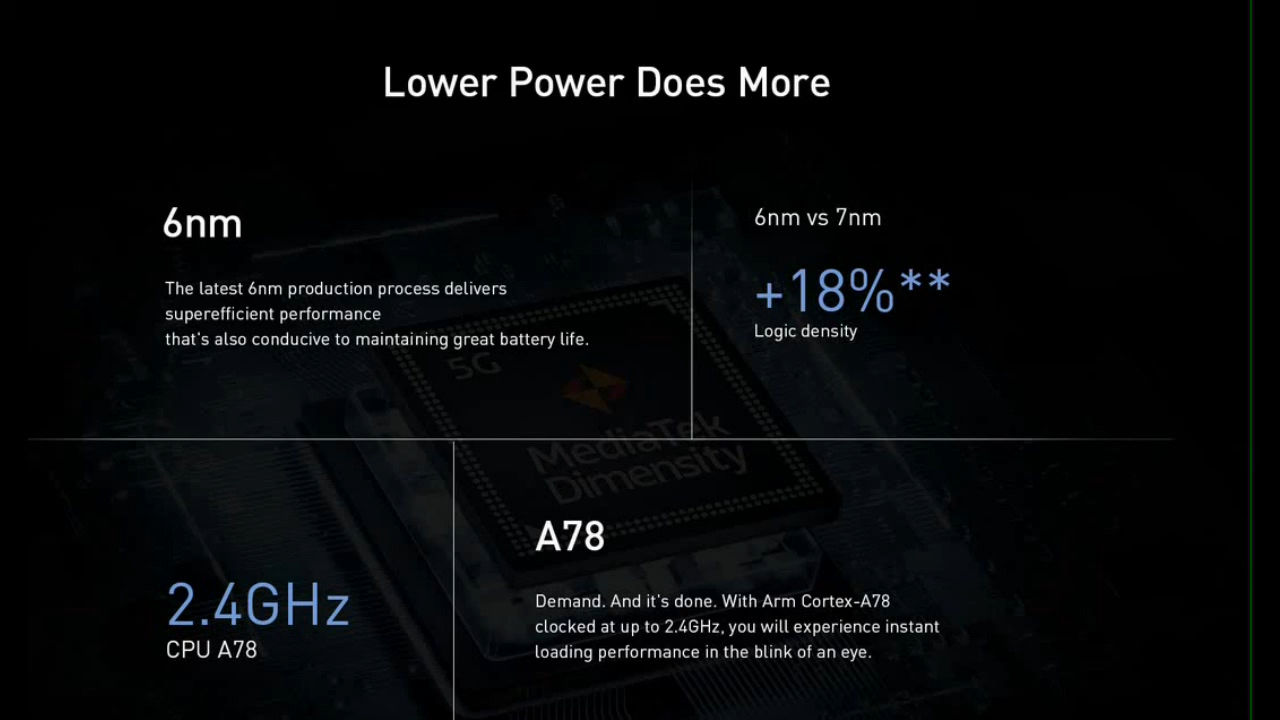 Lower Power Does More
6nm
The latest 6nm production process delivers
superefficient performance
that's also conducive to maintaining great battery life.
6nm vs 7nm
+18%**
Logic density
5G
MediaTek
Dimensity
2.4GHz
CPU A78
A78
Demand. And it's done. With Arm Cortex-A78
clocked at up to 2.4GHz, you will experience instant
loading performance in the blink of an eye.